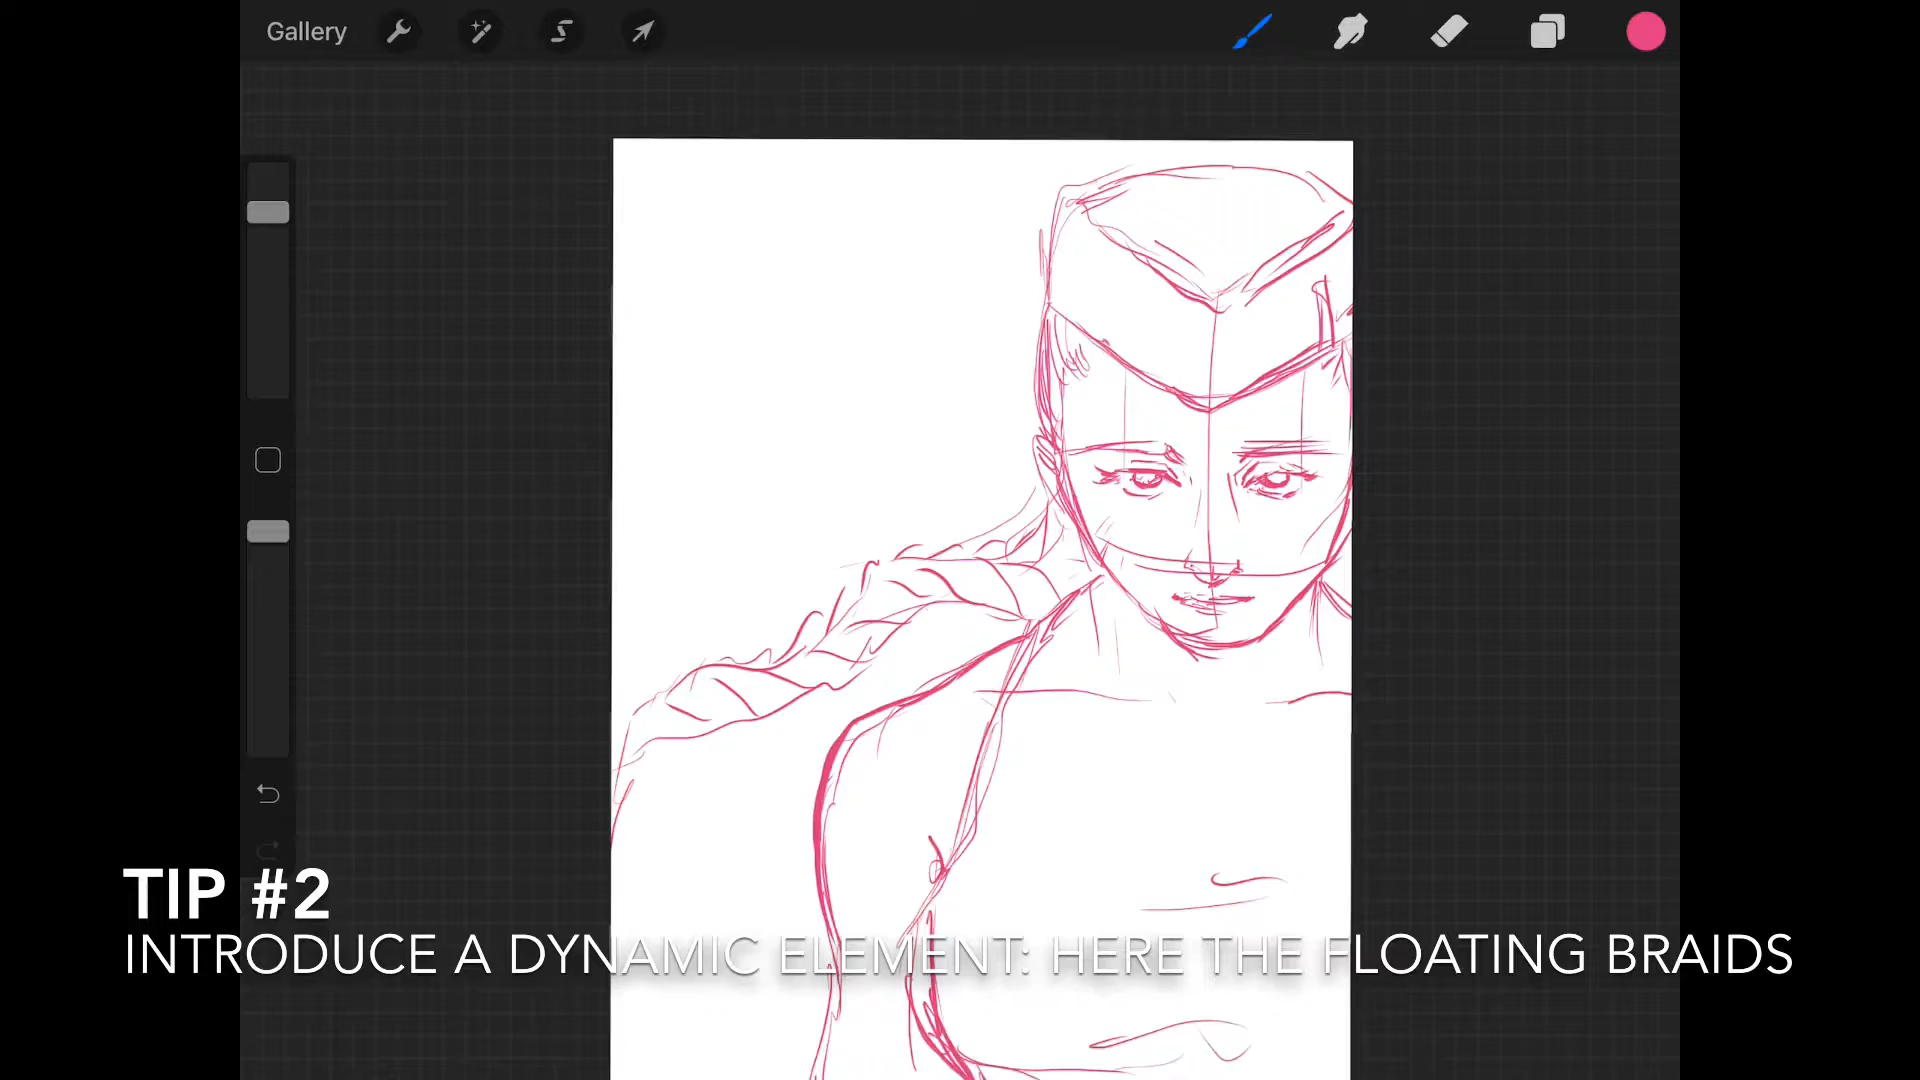 Gallery
TIP #2
INTRODUCE A DYNAMIC ELEMENT: HERE THE FLOATING BRAIDS